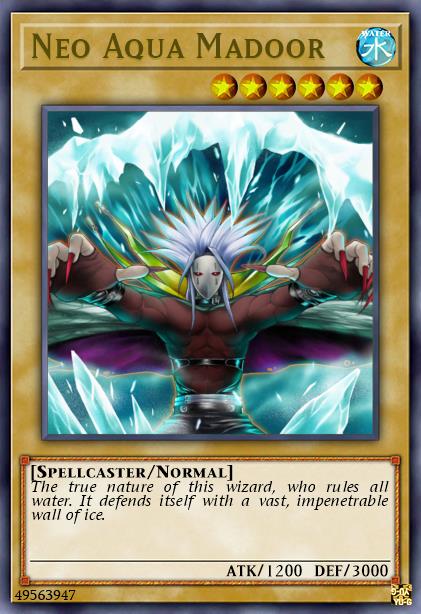 Neo Aqua Madoor
WATER
水
[Spellcaster/Normal]
The true nature of this wizard, who rules all
water. It defends itself with a vast, impenetrable
wall of ice.
ATK/1200 DEF/3000
49563947